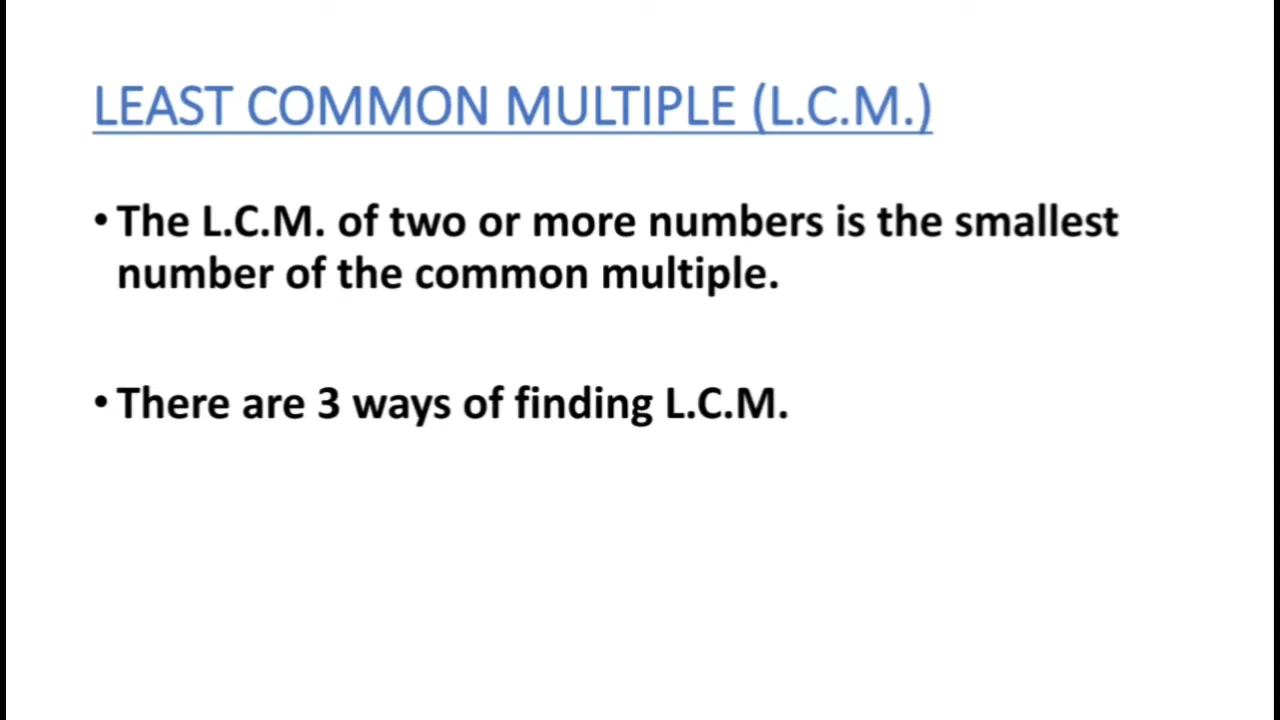 LEAST COMMON MULTIPLE (L.C.M.)
• The L.C.M. of two or more numbers is the smallest
number of the common multiple.
• There are 3 ways of finding L.C.M.